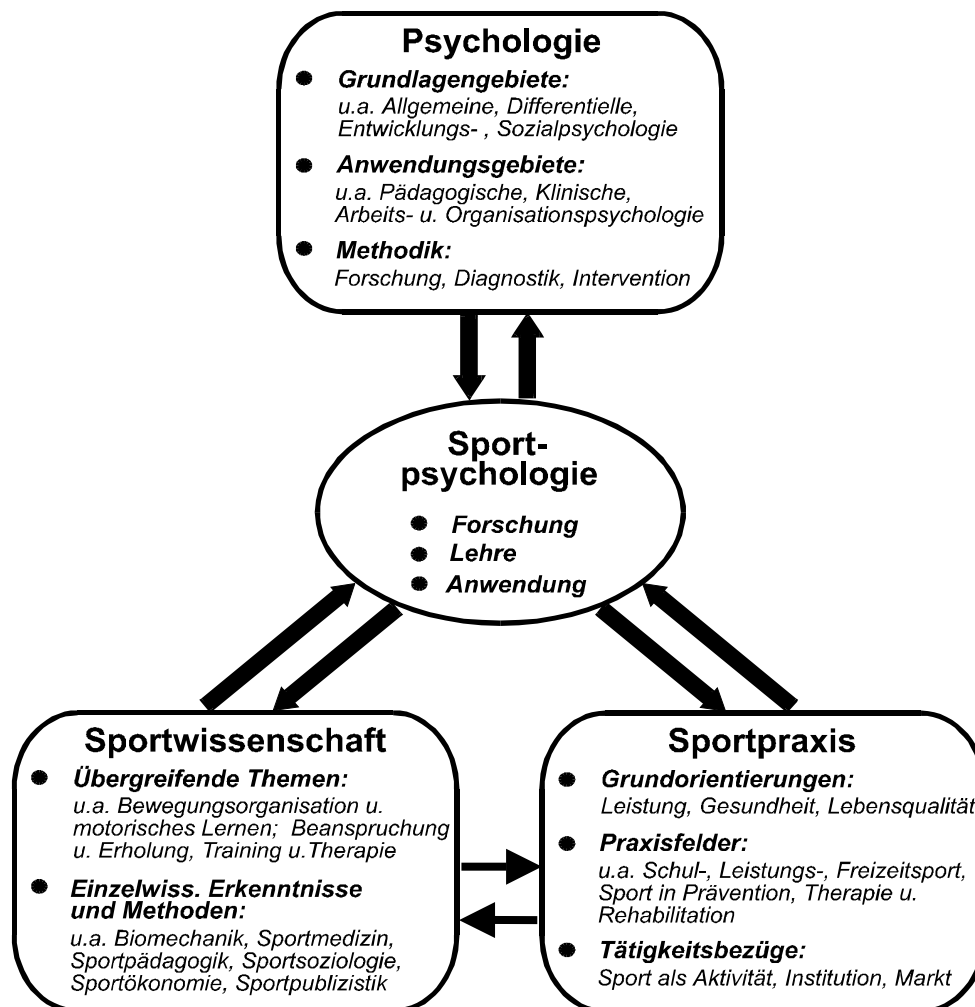 Psychologie
Grundlagengebiete:
u.a. Allgemeine, Differentielle,
Entwicklungs- , Sozialpsychologie
Anwendungsgebiete:
u.a. Pädagogische, Klinische,
Arbeits- u. Organisationspsychologie
Methodik:
Forschung, Diagnostik, Intervention
Sport-
psychologie
Forschung
Lehre
Anwendung
Sportwissenschaft
Übergreifende Themen:
u.a. Bewegungsorganisation u.
motorisches Lernen; Beanspruchung
u. Erholung, Training u.Therapie
Einzelwiss. Erkenntnisse
und Methoden:
u.a. Biomechanik, Sportmedizin,
Sportpädagogik, Sportsoziologie,
Sportökonomie, Sportpublizistik
Sportpraxis
Grundorientierungen:
Leistung, Gesundheit, Lebensqualität
Praxisfelder:
u.a. Schul-, Leistungs-, Freizeitsport,
Sport in Prävention, Therapie u.
Rehabilitation
Tätigkeitsbezüge:
Sport als Aktivität, Institution, Markt